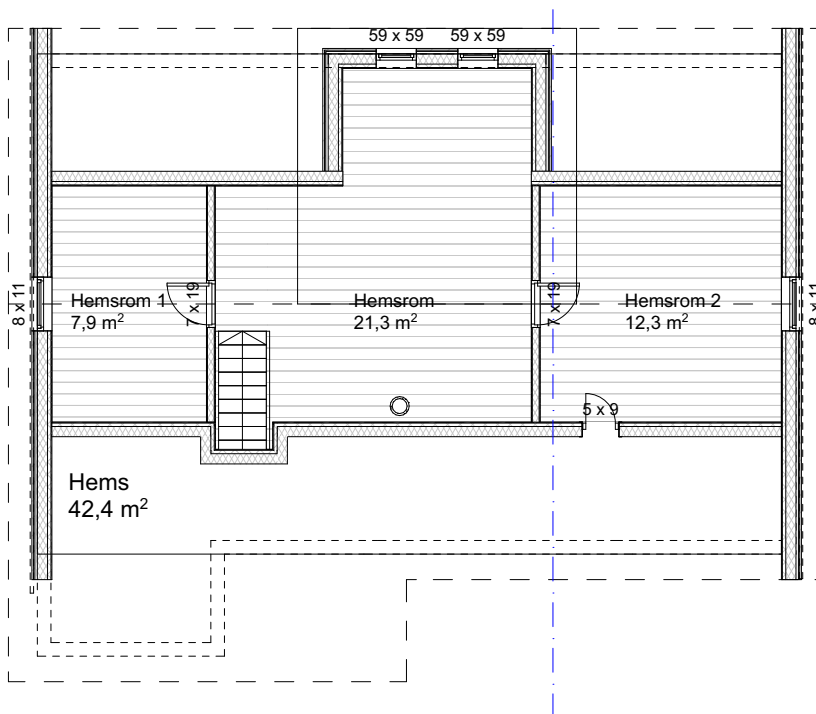 59 x 59
59 x 59
8 x 11
Hemsrom 1
7,9 m²
7 x 19
Hemsrom
21,3 m²
7 x 19
Hemsrom 2
12,3 m²
8 x 11
5 x 9
Hems
42,4 m²